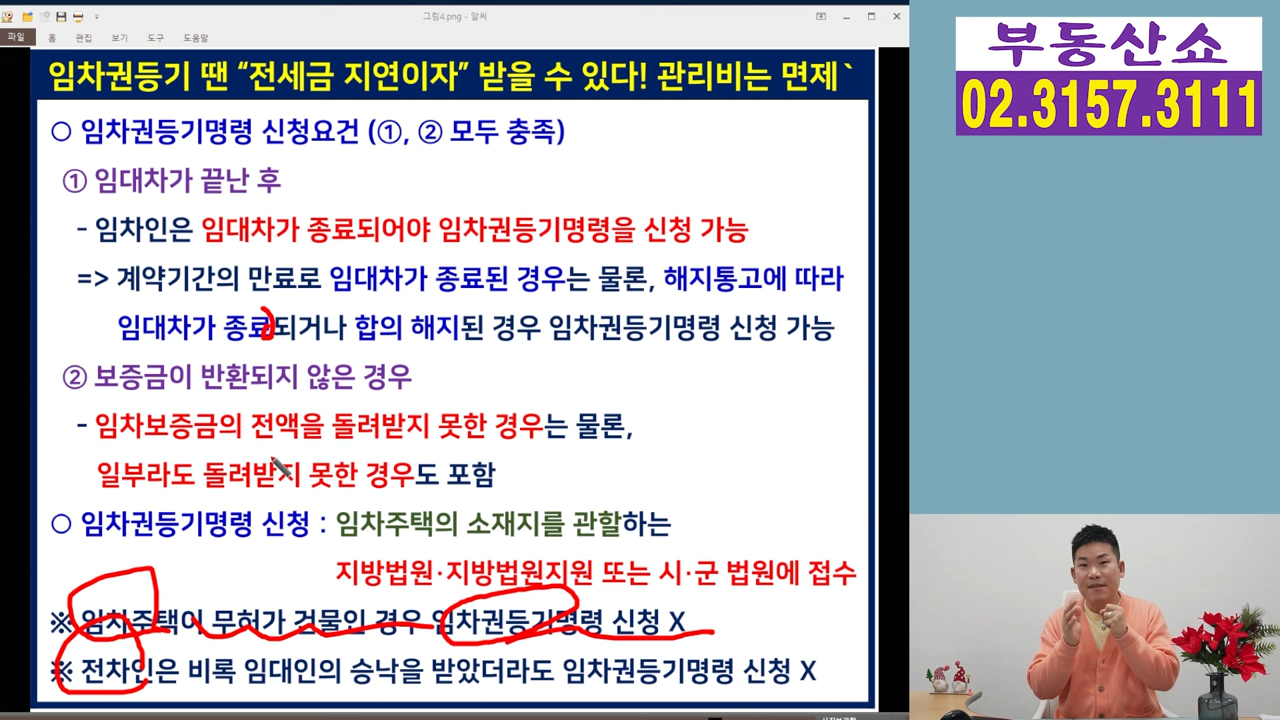 그림4.png - 알씨
파일 홈 편집 보기 도구 도움말
임차권등기 땐 “전세금 지연이자” 받을 수 있다! 관리비는 면제`
○ 임차권등기명령 신청요건 (①, ② 모두 충족)
① 임대차가 끝난 후
- 임차인은 임대차가 종료되어야 임차권등기명령을 신청 가능
=> 계약기간의 만료로 임대차가 종료된 경우는 물론, 해지통고에 따라
임대차가 종료되거나 합의 해지된 경우 임차권등기명령 신청 가능
② 보증금이 반환되지 않은 경우
- 임차보증금의 전액을 돌려받지 못한 경우는 물론,
일부라도 돌려받지 못한 경우도 포함
○ 임차권등기명령 신청 : 임차주택의 소재지를 관할하는
지방법원·지방법원지원 또는 시·군 법원에 접수
※ 임차주택이 무허가 건물인 경우 임차권등기명령 신청 X
※ 전차인은 비록 임대인의 승낙을 받았더라도 임차권등기명령 신청 X
부동산쇼
02.3157.3111